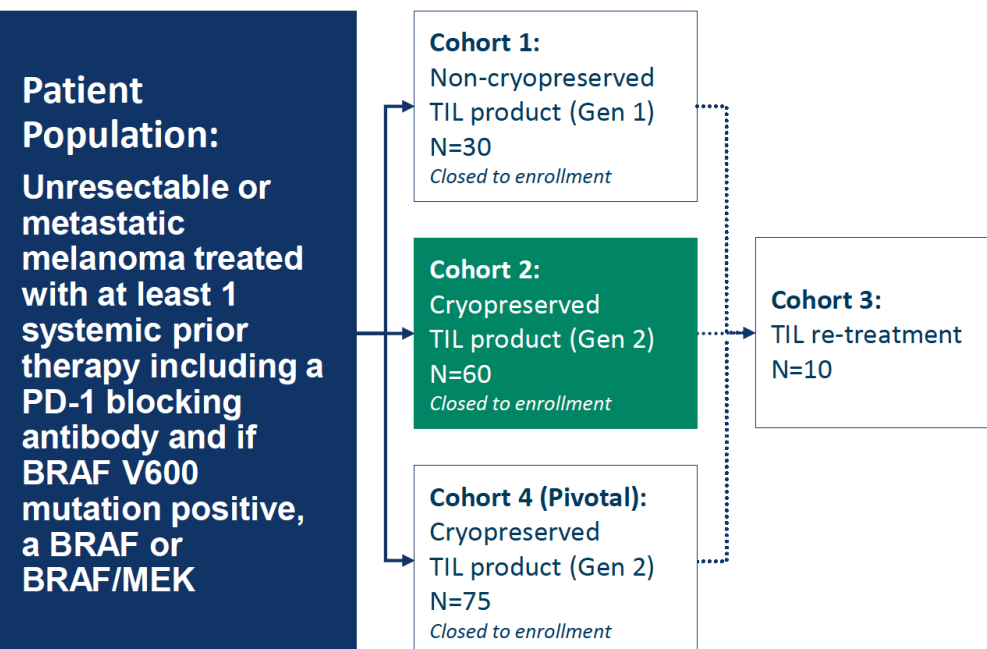 Patient
Population:
Unresectable or
metastatic
melanoma treated
with at least 1
systemic prior
therapy including a
PD-1 blocking
antibody and if
BRAF V600
mutation positive,
a BRAF or
BRAF/MEK
Cohort 1:
Non-cryopreserved
TIL product (Gen 1)
N=30
Closed to enrollment
Cohort 2:
Cryopreserved
TIL product (Gen 2)
N=60
Closed to enrollment
Cohort 4 (Pivotal):
Cryopreserved
TIL product (Gen 2)
N=75
Closed to enrollment
Cohort 3:
TIL re-treatment
N=10